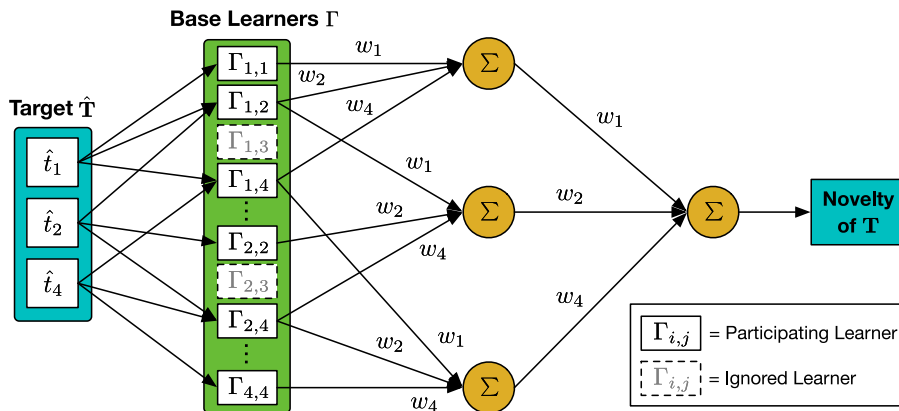 Base Learners Γ
Target T̂
t̂₁
t̂₂
t̂₄
Γ₁,₁
Γ₁,₂
Γ₁,₃
Γ₁,₄
⋮
Γ₂,₂
Γ₂,₃
Γ₂,₄
⋮
Γ₄,₄
w₁
w₂
w₄
w₁
w₂
w₄
w₁
w₂
w₄
Σ
Σ
Σ
w₁
w₂
w₄
Σ
Novelty
of T
Γᵢ,ⱼ = Participating Learner
Γᵢ,ⱼ = Ignored Learner